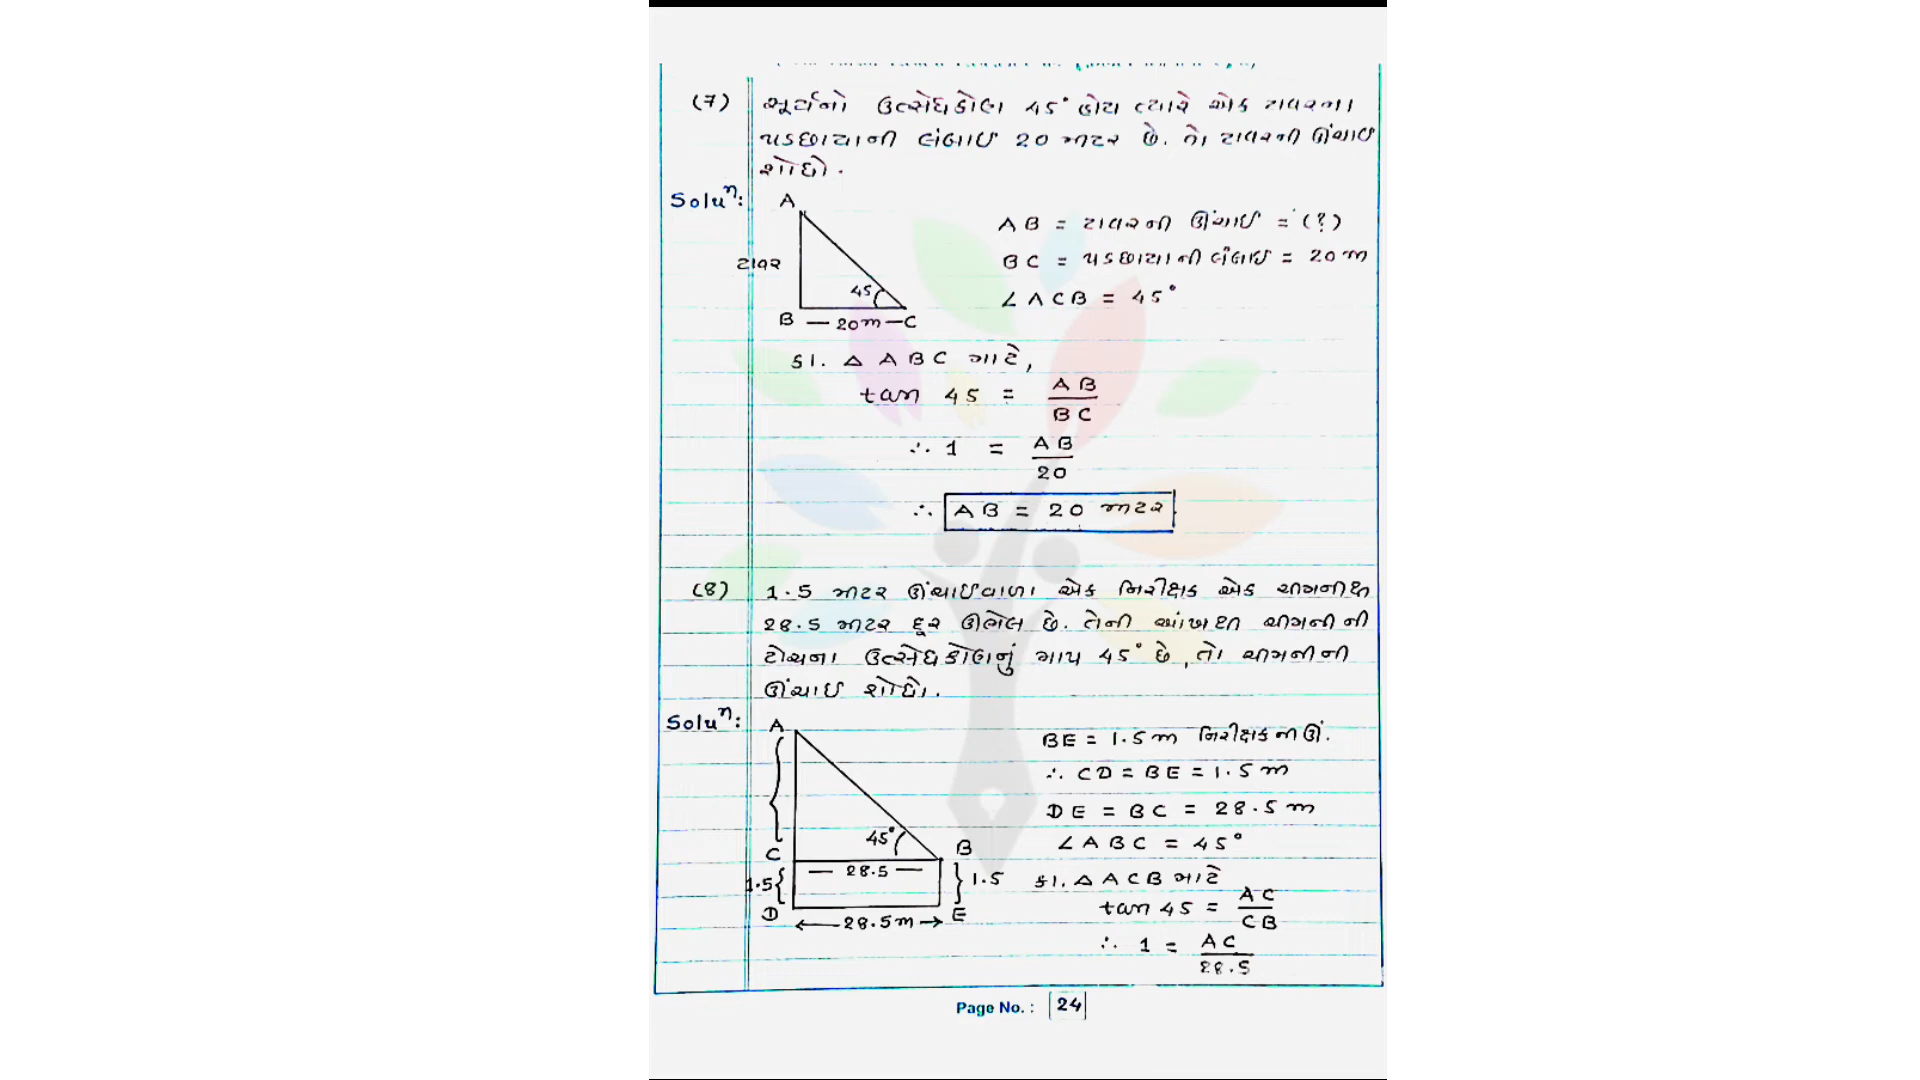 (7) સૂર્યનો ઉત્સેધકોણ 45° હોય ત્યારે એક ટાવરના
પડછાયાની લંબાઈ 20 મીટર છે. તો ટાવરની ઊંચાઈ
શોધો.
Soluⁿ:
A
ટાવર
45
B — 20m — C
AB = ટાવરની ઊંચાઈ = (?)
BC = પડછાયાની લંબાઈ = 20 m
∠ACB = 45°
કા. △ ABC માટે,
tan 45 = AB/BC
∴ 1 = AB/20
∴ AB = 20 મીટર
(8) 1.5 મીટર ઊંચાઈવાળા એક નિરીક્ષક એક ચીમનીથી
28.5 મીટર દૂર ઊભેલ છે. તેની આંખથી ચીમનીની
ટોચના ઉત્સેધકોણનું માપ 45° છે, તો ચીમનીની
ઊંચાઈ શોધો.
Soluⁿ:
A
45°
C B
— 28.5 —
1.5 1.5
D E
28.5m
BE = 1.5 m નિરીક્ષકની ઊં.
∴ CD = BE = 1.5 m
DE = BC = 28.5 m
∠ABC = 45°
કા. △ ACB માટે
tan 45 = AC/CB
∴ 1 = AC/28.5
Page No. : 24